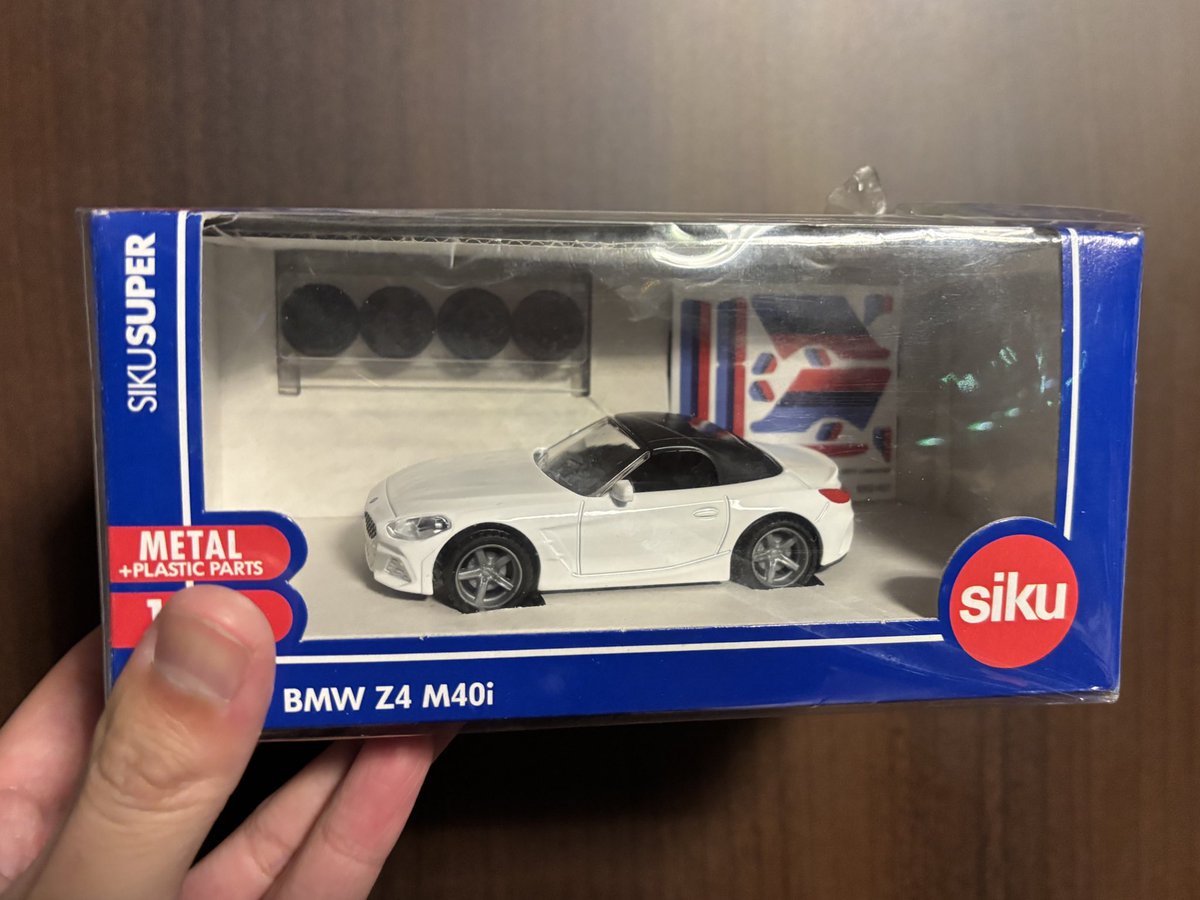 SIKUSUPER
METAL
+PLASTIC PARTS
siku
BMW Z4 M40i